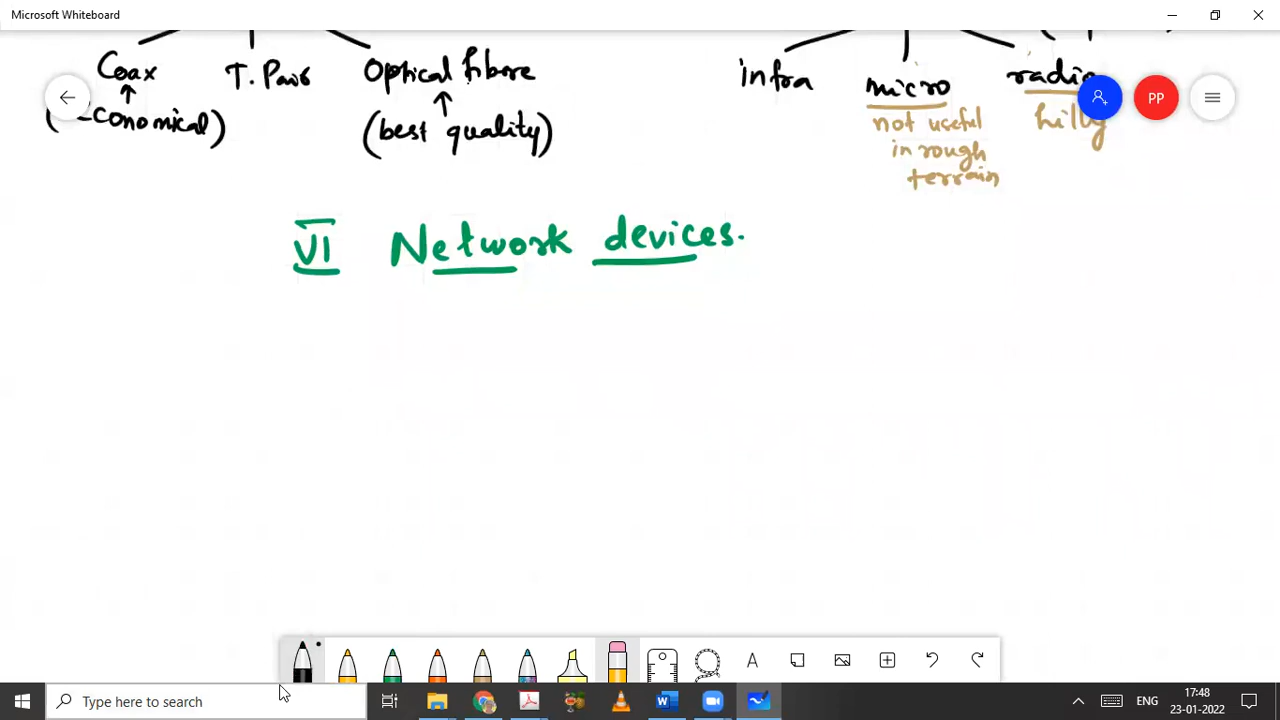 Microsoft Whiteboard
Coax
T. Pair
Optical fibre
infra
micro
radio
(economical)
(best quality)
not useful
in rough
terrain
hilly
PP
VI Network devices.
A
Type here to search
ENG
17:48
23-01-2022